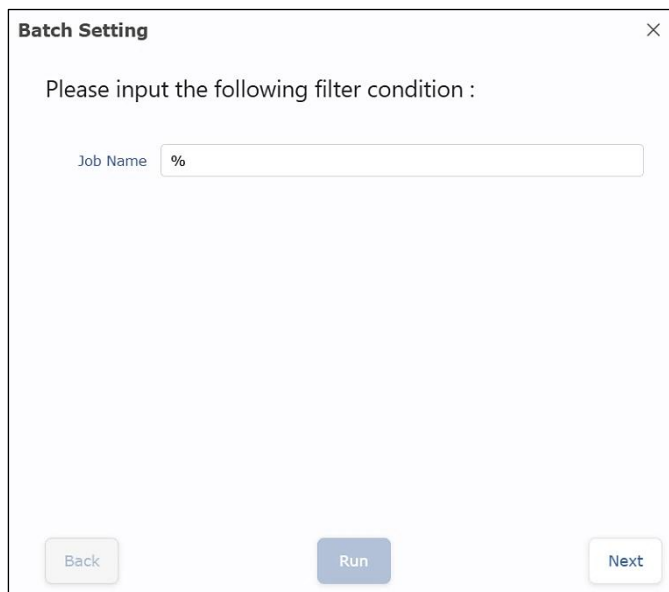 Batch Setting
Please input the following filter condition :
Job Name %
Back Run Next